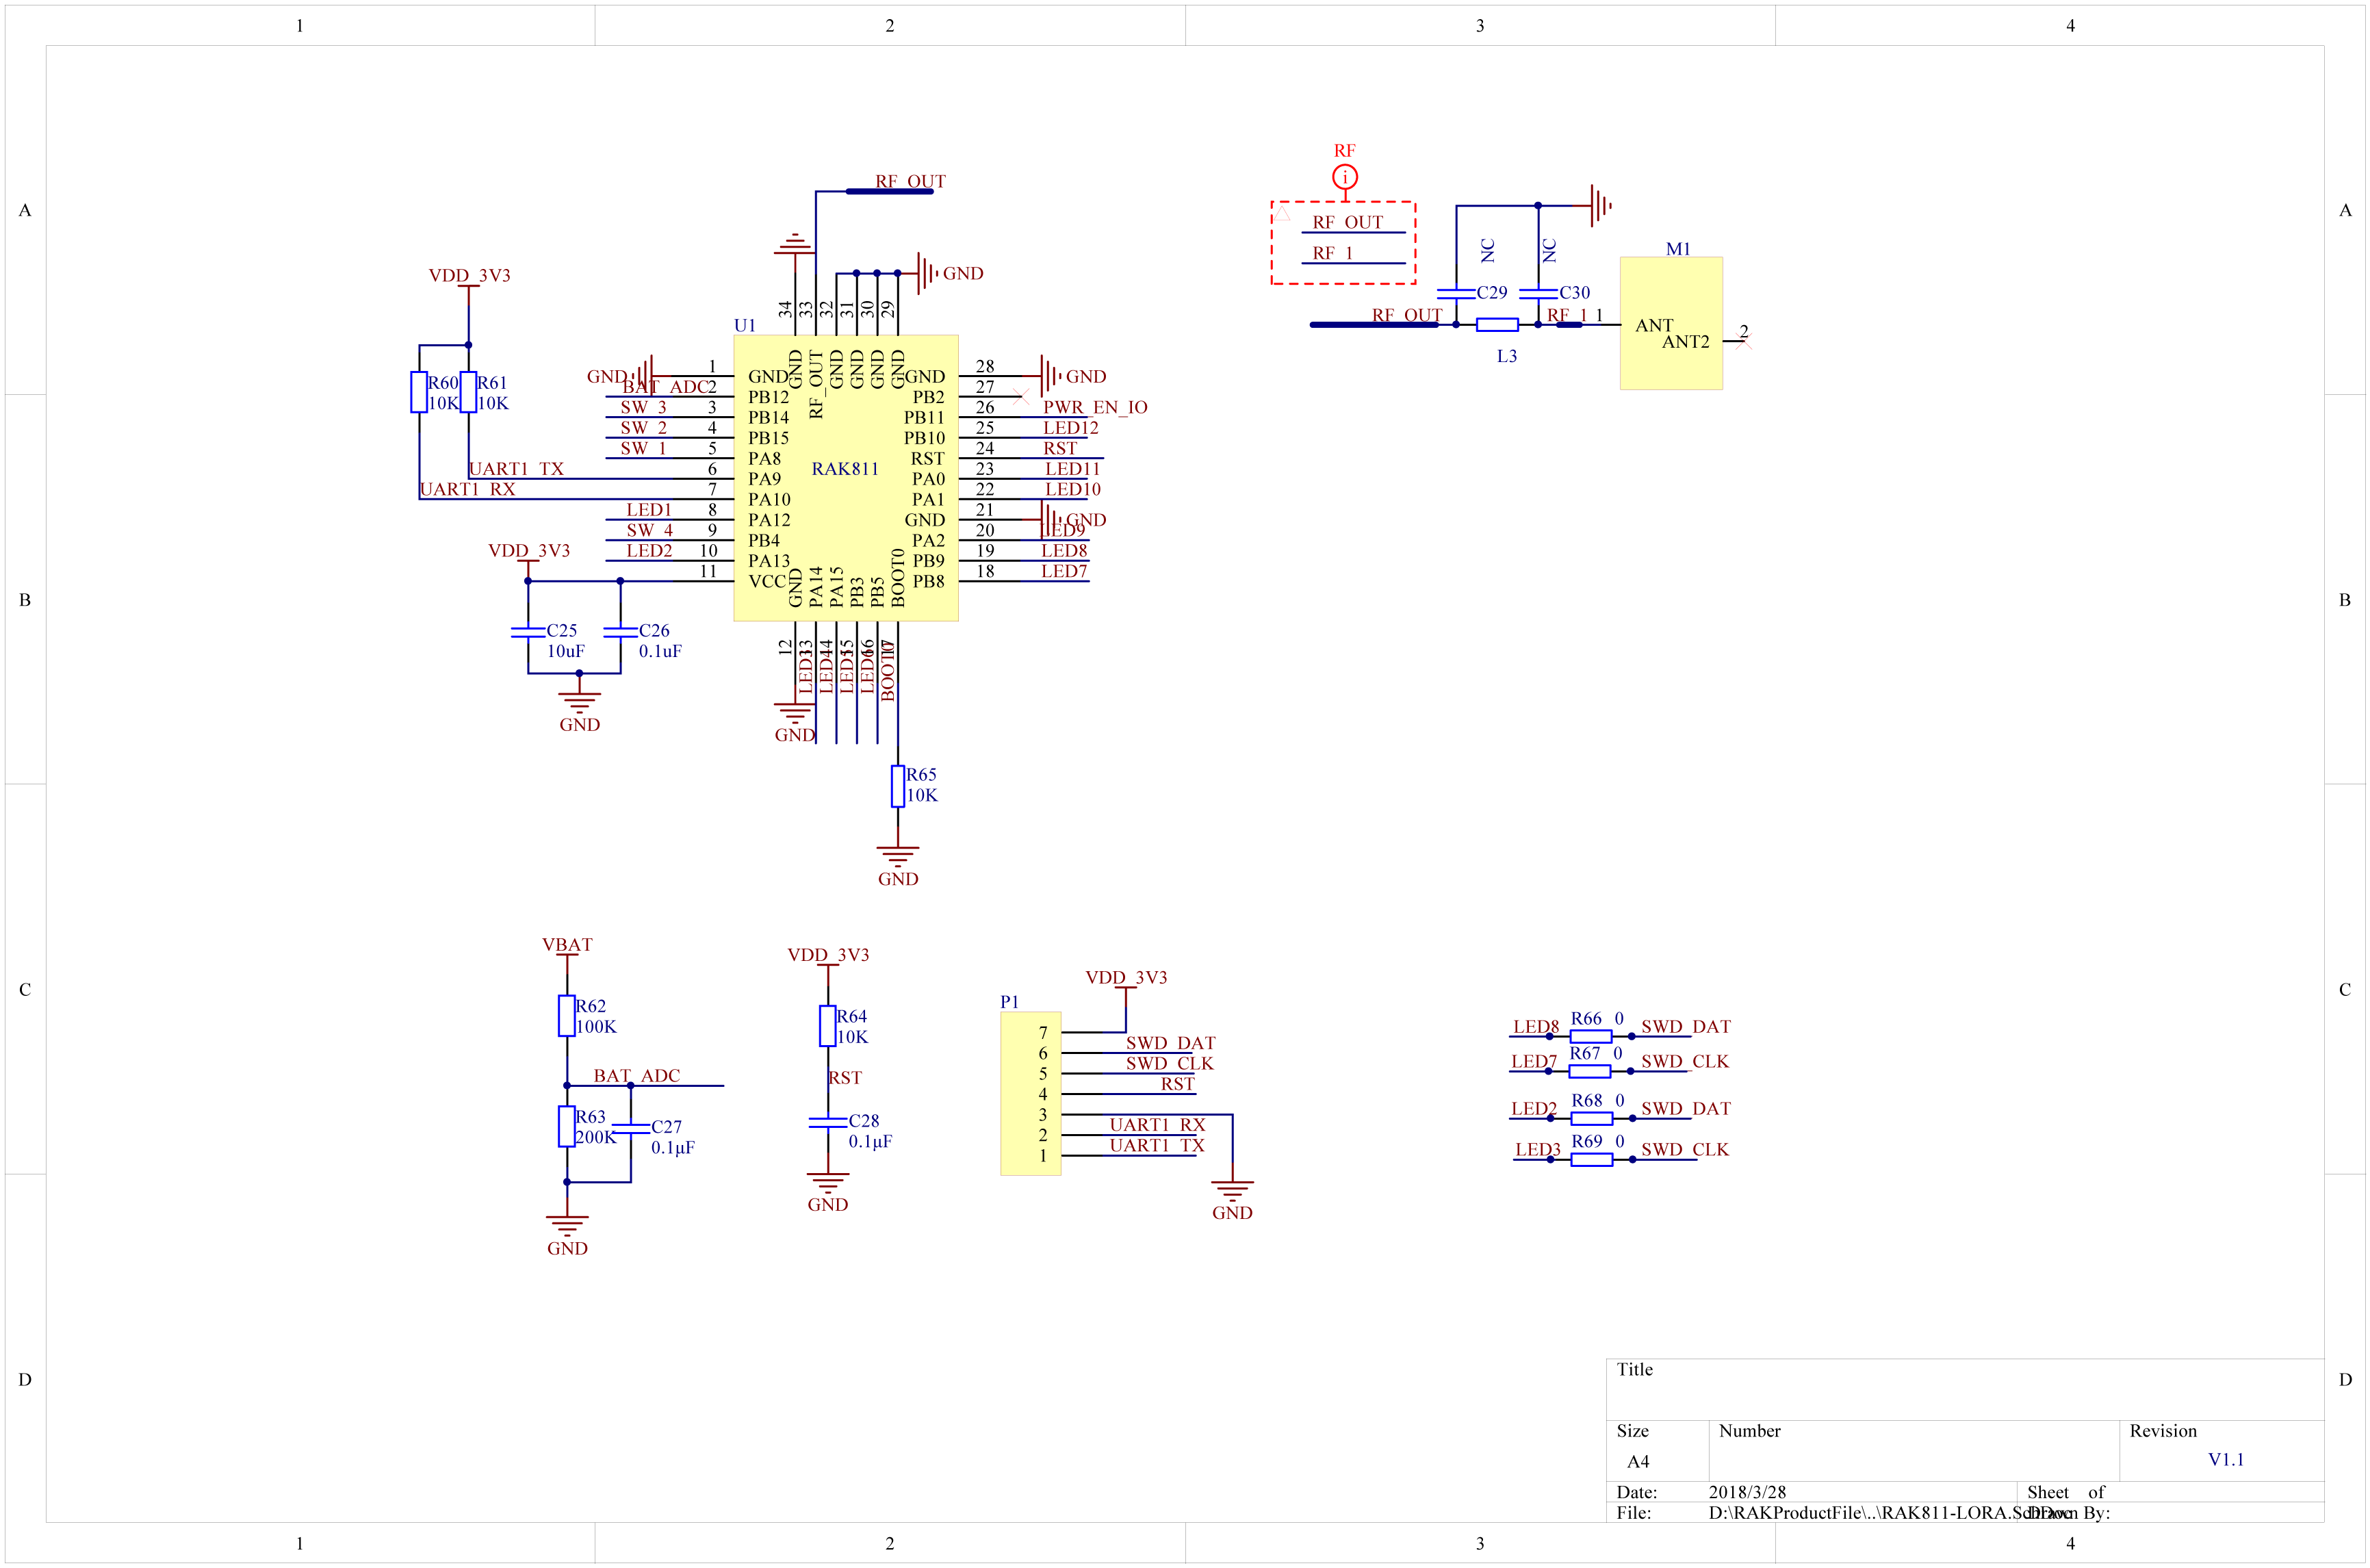 1 2 3 4
A A
B B
C C
D D
RF_OUT
GND
34 33 32 31 30 29
U1
RAK811
GND RF_OUT GND GND GND GND
VDD_3V3
R60 10K
R61 10K
GND 1 GND
BAT_ADC 2 PB12
SW_3 3 PB14
SW_2 4 PB15
SW_1 5 PA8
UART1_TX 6 PA9
UART1_RX 7 PA10
LED1 8 PA12
SW_4 9 PB4
LED2 10 PA13
VDD_3V3
11 VCC
GND 28 GND
PB2 27
PB11 26 PWR_EN_IO
PB10 25 LED12
RST 24 RST
PA0 23 LED11
PA1 22 LED10
GND 21 GND
PA2 20 LED9
PB9 19 LED8
PB8 18 LED7
GND PA14 PA15 PB3 PB5 BOOT0
12 13 14 15 16 17
LED3 LED4 LED5 LED6 BOOT0
GND
C25
10uF
C26
0.1uF
GND
R65
10K
GND
RF
i
RF_OUT
RF_1
NC NC
C29 C30
RF_OUT RF_1 1
L3
M1
ANT
ANT2 2
VBAT
R62
100K
BAT_ADC
R63
200K
C27
0.1µF
GND
VDD_3V3
R64
10K
RST
C28
0.1µF
GND
VDD_3V3
P1
7
6 SWD_DAT
5 SWD_CLK
4 RST
3
2 UART1_RX
1 UART1_TX
GND
LED8 R66 0 SWD_DAT
LED7 R67 0 SWD_CLK
LED2 R68 0 SWD_DAT
LED3 R69 0 SWD_CLK
Title
Size Number Revision
A4 V1.1
Date: 2018/3/28 Sheet of
File: D:\RAKProductFile\..\RAK811-LORA.SchDoc Drawn By:
1 2 3 4